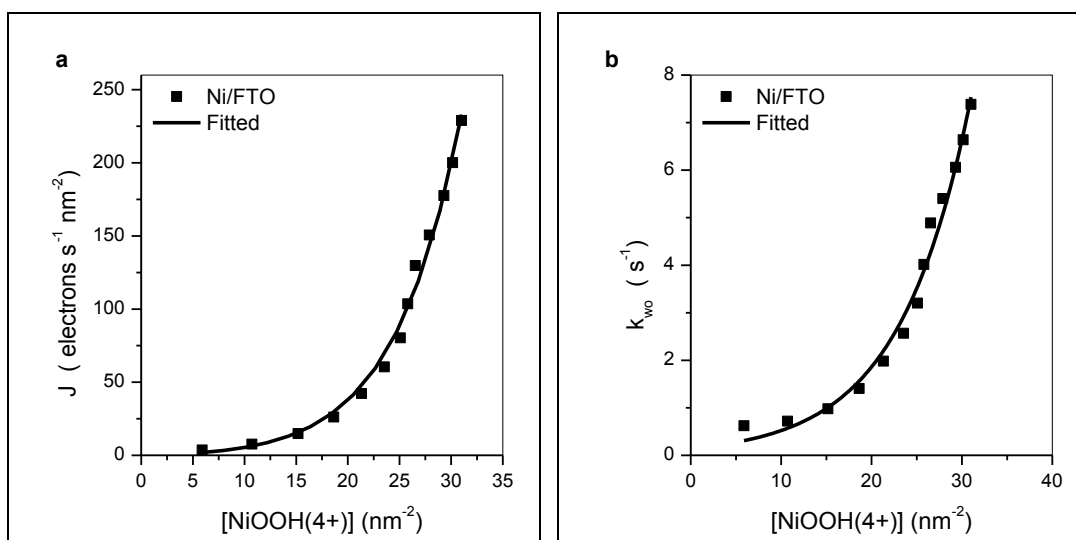 a
250
Ni/FTO
Fitted
200
150
100
50
0
J ( electrons s⁻¹ nm⁻²)
0 5 10 15 20 25 30 35
[NiOOH(4+)] (nm⁻²)
b
8
Ni/FTO
Fitted
6
4
2
0
k_wo ( s⁻¹)
0 10 20 30 40
[NiOOH(4+)] (nm⁻²)